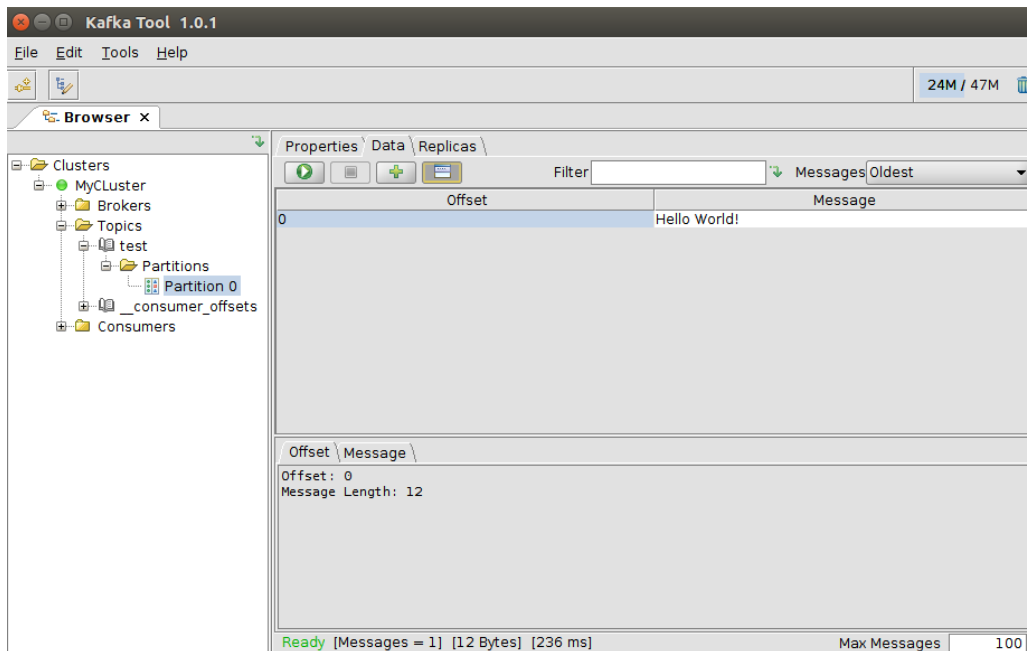 Kafka Tool 1.0.1
File Edit Tools Help
24M / 47M
Browser X
Clusters
MyCLuster
Brokers
Topics
test
Partitions
Partition 0
__consumer_offsets
Consumers
Properties Data Replicas
Filter Messages Oldest
Offset Message
0 Hello World!
Offset Message
Offset: 0
Message Length: 12
Ready [Messages = 1] [12 Bytes] [236 ms] Max Messages 100